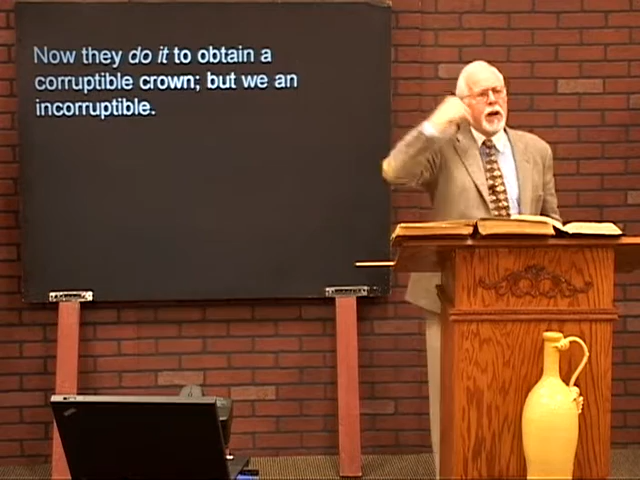 Now they do it to obtain a
corruptible crown; but we an
incorruptible.